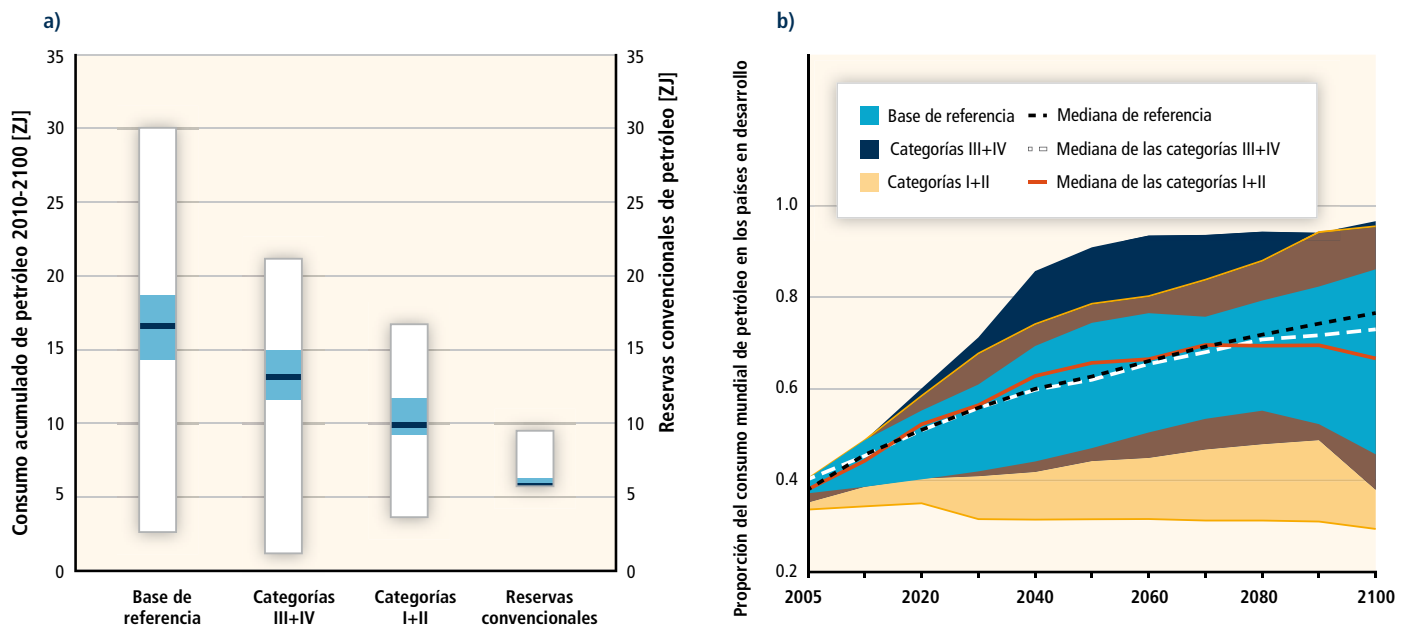 a)
Consumo acumulado de petróleo 2010-2100 [ZJ]
35
30
25
20
15
10
5
0
35
30
25
20
15
10
5
0
Reservas convencionales de petróleo [ZJ]
Base de
referencia
Categorías
III+IV
Categorías
I+II
Reservas
convencionales
b)
Proporción del consumo mundial de petróleo en los países en desarrollo
Base de referencia
Mediana de referencia
Categorías III+IV
Mediana de las categorías III+IV
Categorías I+II
Mediana de las categorías I+II
1.0
0.8
0.6
0.4
0.2
2005
2020
2040
2060
2080
2100